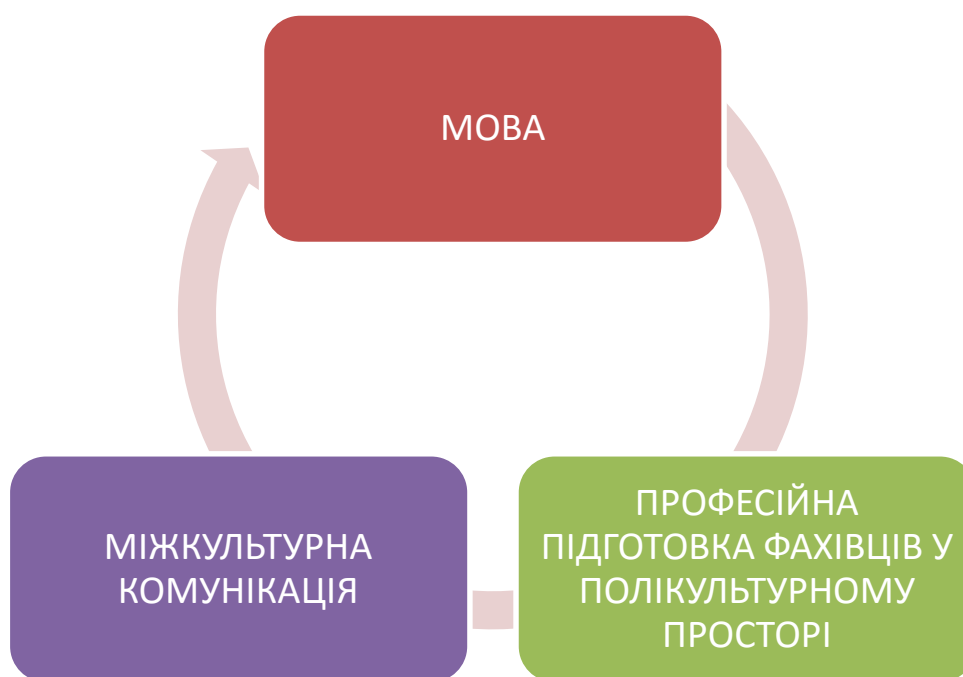 МОВА
МІЖКУЛЬТУРНА
КОМУНІКАЦІЯ
ПРОФЕСІЙНА
ПІДГОТОВКА ФАХІВЦІВ У
ПОЛІКУЛЬТУРНОМУ
ПРОСТОРІ